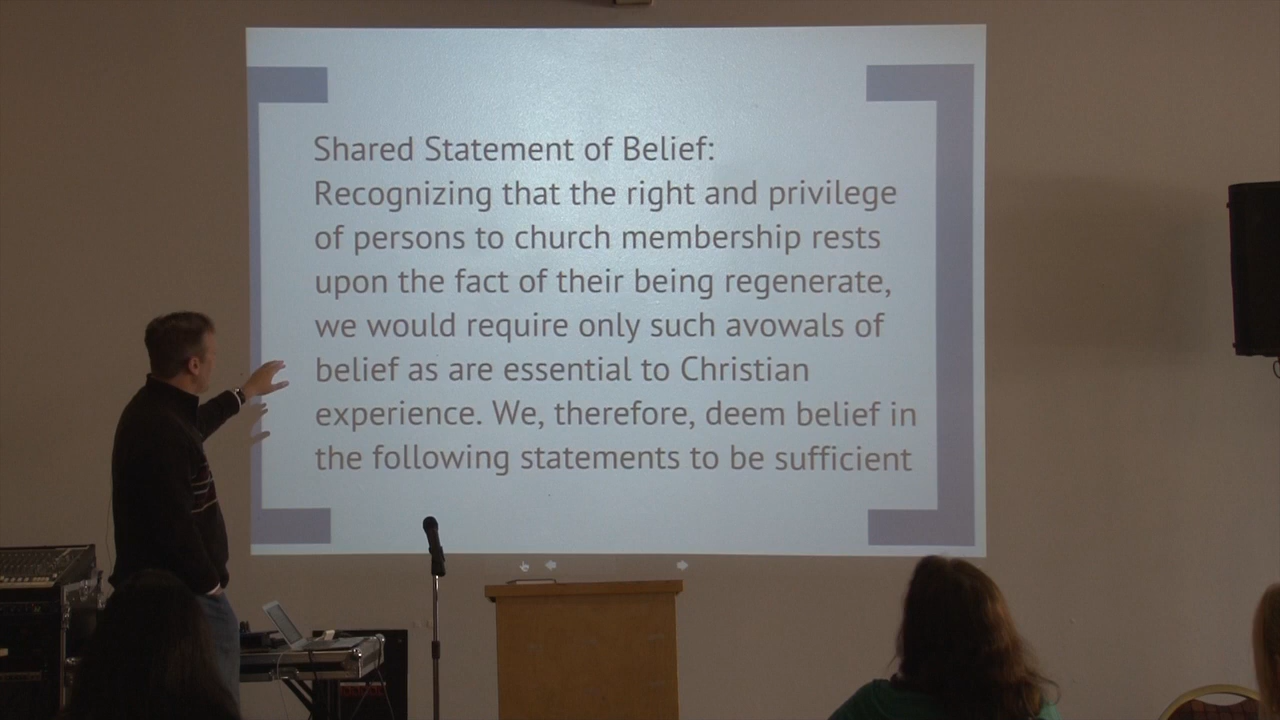 Shared Statement of Belief:
Recognizing that the right and privilege
of persons to church membership rests
upon the fact of their being regenerate,
we would require only such avowals of
belief as are essential to Christian
experience. We, therefore, deem belief in
the following statements to be sufficient